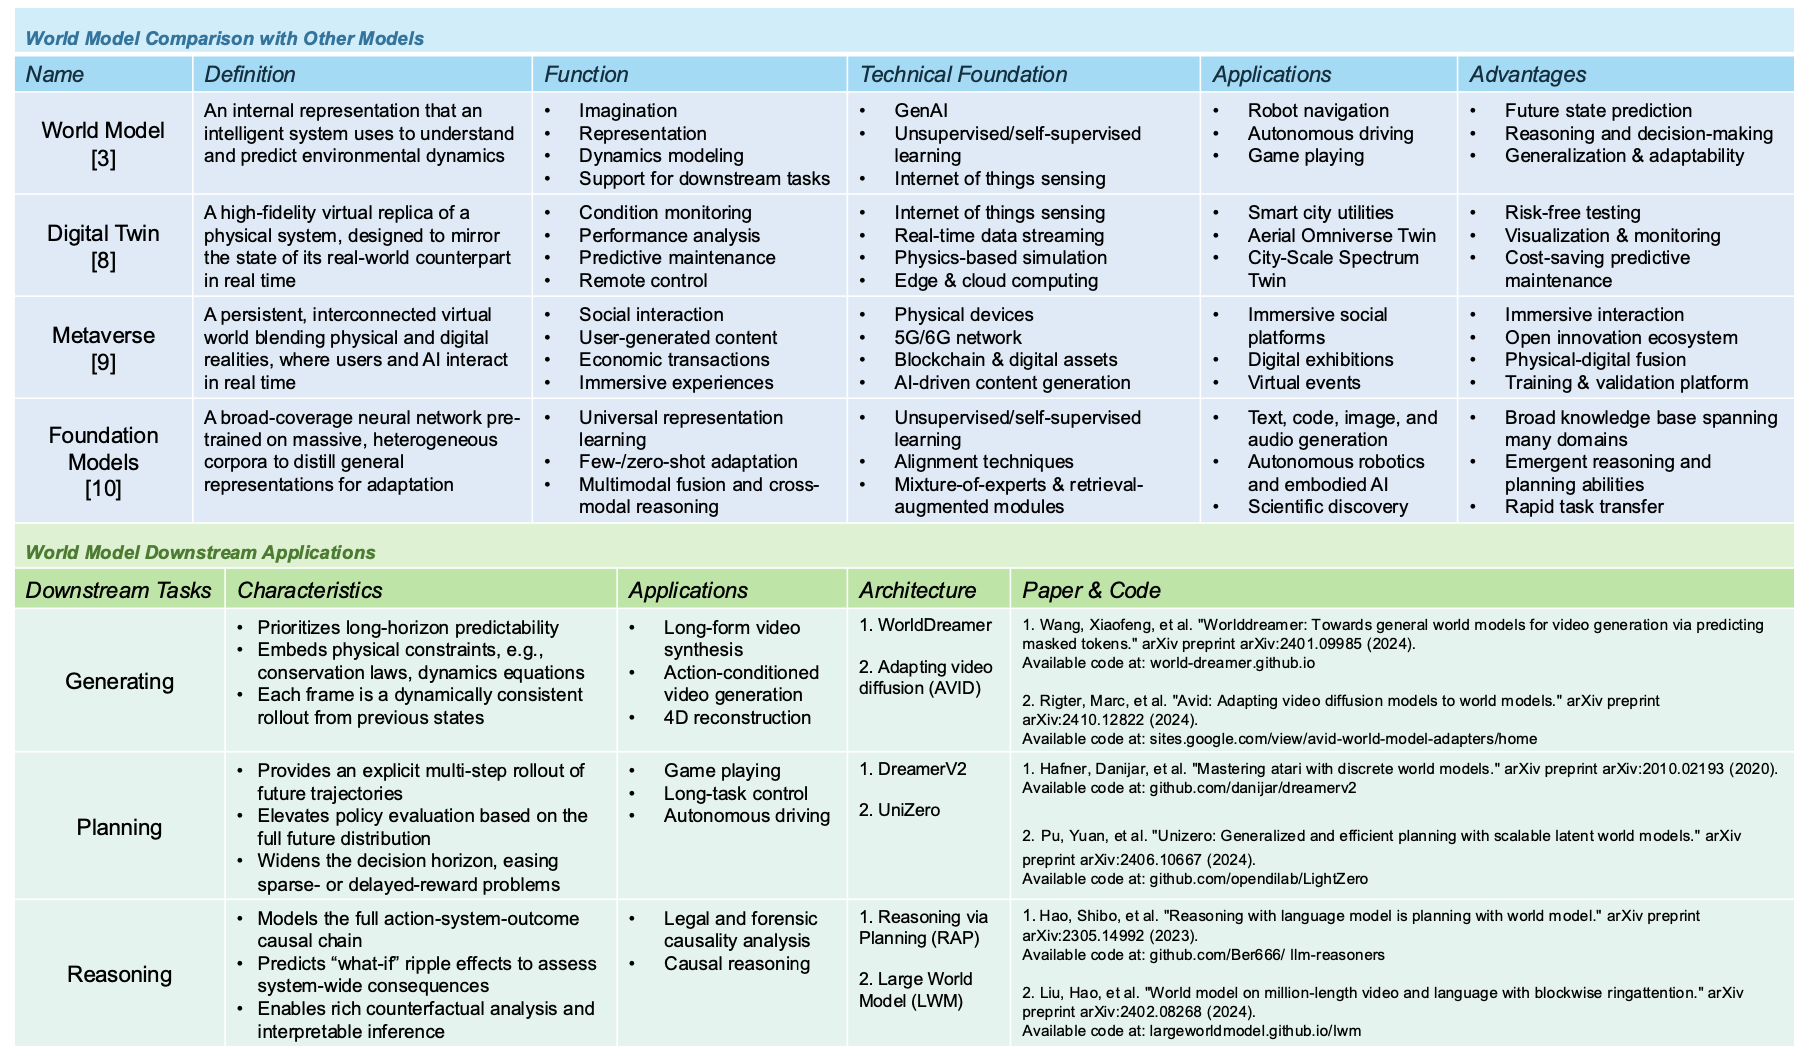 World Model Comparison with Other Models
Name Definition Function Technical Foundation Applications Advantages
World Model
[3]
An internal representation that an
intelligent system uses to understand
and predict environmental dynamics
• Imagination
• Representation
• Dynamics modeling
• Support for downstream tasks
• GenAI
• Unsupervised/self-supervised
learning
• Internet of things sensing
• Robot navigation
• Autonomous driving
• Game playing
• Future state prediction
• Reasoning and decision-making
• Generalization & adaptability
Digital Twin
[8]
A high-fidelity virtual replica of a
physical system, designed to mirror
the state of its real-world counterpart
in real time
• Condition monitoring
• Performance analysis
• Predictive maintenance
• Remote control
• Internet of things sensing
• Real-time data streaming
• Physics-based simulation
• Edge & cloud computing
• Smart city utilities
• Aerial Omniverse Twin
• City-Scale Spectrum
Twin
• Risk-free testing
• Visualization & monitoring
• Cost-saving predictive
maintenance
Metaverse
[9]
A persistent, interconnected virtual
world blending physical and digital
realities, where users and AI interact
in real time
• Social interaction
• User-generated content
• Economic transactions
• Immersive experiences
• Physical devices
• 5G/6G network
• Blockchain & digital assets
• AI-driven content generation
• Immersive social
platforms
• Digital exhibitions
• Virtual events
• Immersive interaction
• Open innovation ecosystem
• Physical-digital fusion
• Training & validation platform
Foundation
Models
[10]
A broad-coverage neural network pre-
trained on massive, heterogeneous
corpora to distill general
representations for adaptation
• Universal representation
learning
• Few-/zero-shot adaptation
• Multimodal fusion and cross-
modal reasoning
• Unsupervised/self-supervised
learning
• Alignment techniques
• Mixture-of-experts & retrieval-
augmented modules
• Text, code, image, and
audio generation
• Autonomous robotics
and embodied AI
• Scientific discovery
• Broad knowledge base spanning
many domains
• Emergent reasoning and
planning abilities
• Rapid task transfer
World Model Downstream Applications
Downstream Tasks Characteristics Applications Architecture Paper & Code
Generating
• Prioritizes long-horizon predictability
• Embeds physical constraints, e.g.,
conservation laws, dynamics equations
• Each frame is a dynamically consistent
rollout from previous states
• Long-form video
synthesis
• Action-conditioned
video generation
• 4D reconstruction
1. WorldDreamer
2. Adapting video
diffusion (AVID)
1. Wang, Xiaofeng, et al. "Worlddreamer: Towards general world models for video generation via predicting
masked tokens." arXiv preprint arXiv:2401.09985 (2024).
Available code at: world-dreamer.github.io
2. Rigter, Marc, et al. "Avid: Adapting video diffusion models to world models." arXiv preprint
arXiv:2410.12822 (2024).
Available code at: sites.google.com/view/avid-world-model-adapters/home
Planning
• Provides an explicit multi-step rollout of
future trajectories
• Elevates policy evaluation based on the
full future distribution
• Widens the decision horizon, easing
sparse- or delayed-reward problems
• Game playing
• Long-task control
• Autonomous driving
1. DreamerV2
2. UniZero
1. Hafner, Danijar, et al. "Mastering atari with discrete world models." arXiv preprint arXiv:2010.02193 (2020).
Available code at: github.com/danijar/dreamerv2
2. Pu, Yuan, et al. "Unizero: Generalized and efficient planning with scalable latent world models." arXiv
preprint arXiv:2406.10667 (2024).
Available code at: github.com/opendilab/LightZero
Reasoning
• Models the full action-system-outcome
causal chain
• Predicts “what-if” ripple effects to assess
system-wide consequences
• Enables rich counterfactual analysis and
interpretable inference
• Legal and forensic
causality analysis
• Causal reasoning
1. Reasoning via
Planning (RAP)
2. Large World
Model (LWM)
1. Hao, Shibo, et al. "Reasoning with language model is planning with world model." arXiv preprint
arXiv:2305.14992 (2023).
Available code at: github.com/Ber666/ llm-reasoners
2. Liu, Hao, et al. "World model on million-length video and language with blockwise ringattention." arXiv
preprint arXiv:2402.08268 (2024).
Available code at: largeworldmodel.github.io/lwm